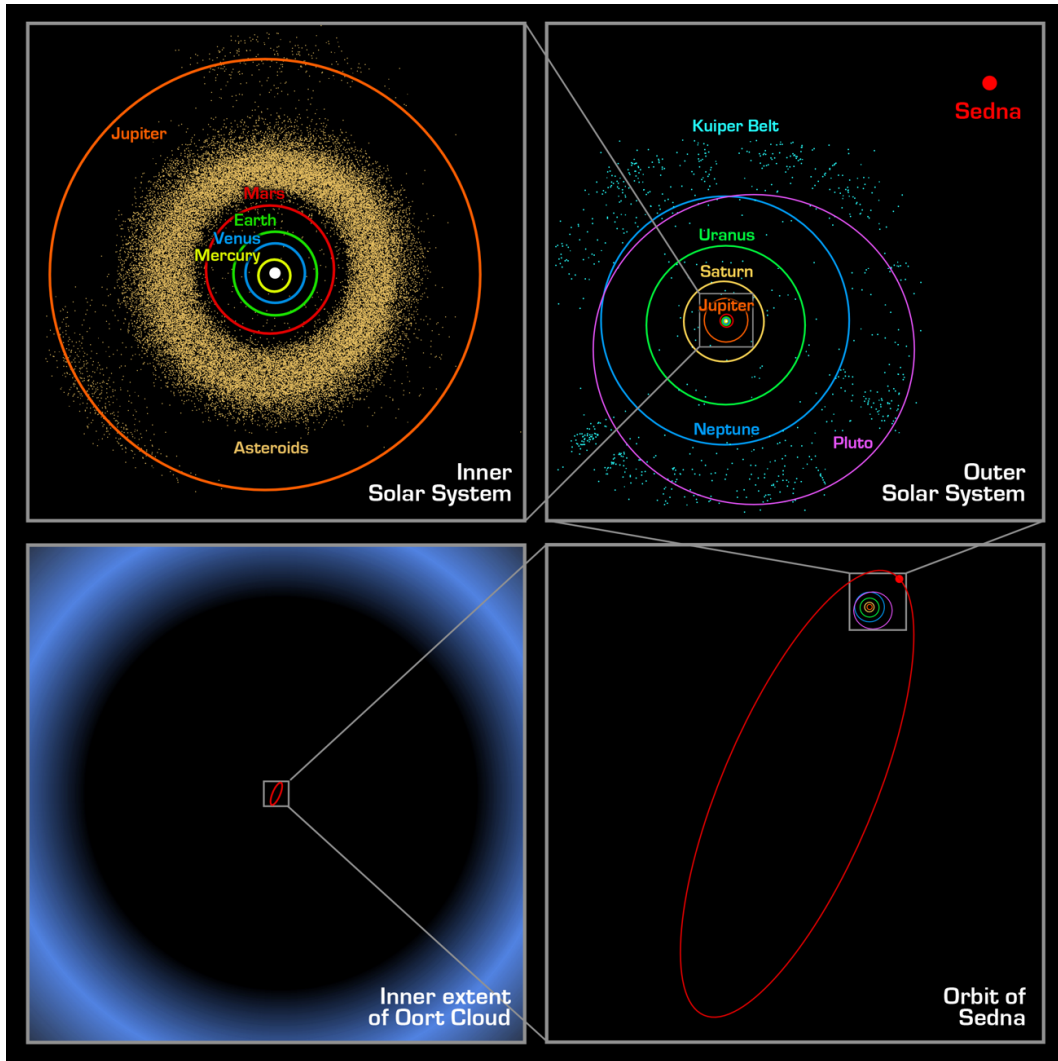 Jupiter
Mars
Earth
Venus
Mercury
Asteroids
Inner
Solar System
Sedna
Kuiper Belt
Uranus
Saturn
Jupiter
Neptune
Pluto
Outer
Solar System
Inner extent
of Oort Cloud
Orbit of
Sedna